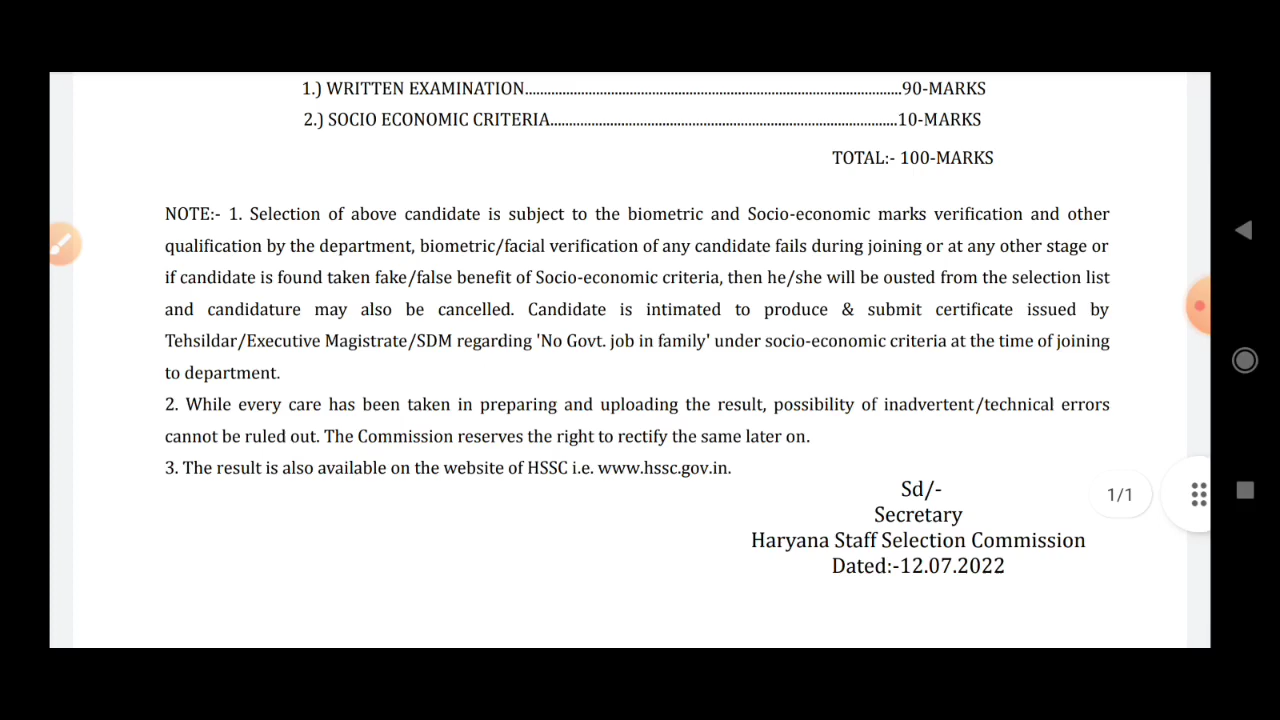 1.) WRITTEN EXAMINATION....................................................................................90-MARKS
2.) SOCIO ECONOMIC CRITERIA.............................................................................10-MARKS
TOTAL:- 100-MARKS
NOTE:- 1. Selection of above candidate is subject to the biometric and Socio-economic marks verification and other
qualification by the department, biometric/facial verification of any candidate fails during joining or at any other stage or
if candidate is found taken fake/false benefit of Socio-economic criteria, then he/she will be ousted from the selection list
and candidature may also be cancelled. Candidate is intimated to produce & submit certificate issued by
Tehsildar/Executive Magistrate/SDM regarding 'No Govt. job in family' under socio-economic criteria at the time of joining
to department.
2. While every care has been taken in preparing and uploading the result, possibility of inadvertent/technical errors
cannot be ruled out. The Commission reserves the right to rectify the same later on.
3. The result is also available on the website of HSSC i.e. www.hssc.gov.in.
Sd/-
1/1
Secretary
Haryana Staff Selection Commission
Dated:-12.07.2022